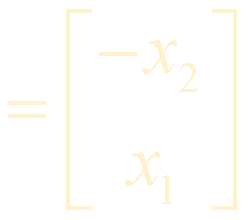 = [ −x₂
x₁ ]